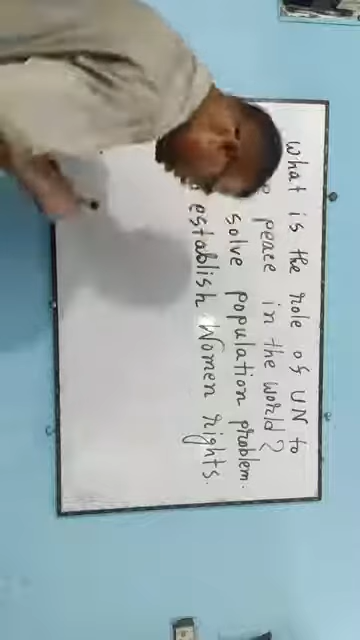 What is the role of UN to
peace in the world?
solve population problem.
establish Women rights.